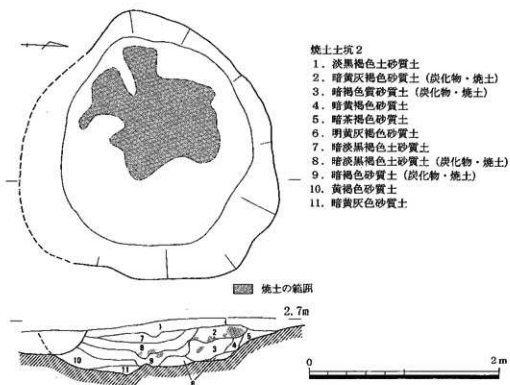 焼土土坑2
1. 淡黒褐色土砂質土
2. 暗黄灰褐色砂質土 (炭化物・焼土)
3. 暗褐色質砂質土 (炭化物・焼土)
4. 暗黄褐色砂質土
5. 暗茶褐色砂質土
6. 明黄灰褐色砂質土
7. 暗淡黒褐色土砂質土
8. 暗淡黒褐色土砂質土 (炭化物・焼土)
9. 暗褐色砂質土 (炭化物・焼土)
10. 黄褐色砂質土
11. 暗黄灰色砂質土
焼土の範囲
2.7m
1
2
7
8
3
4
5
10
9
11
6
0
2m